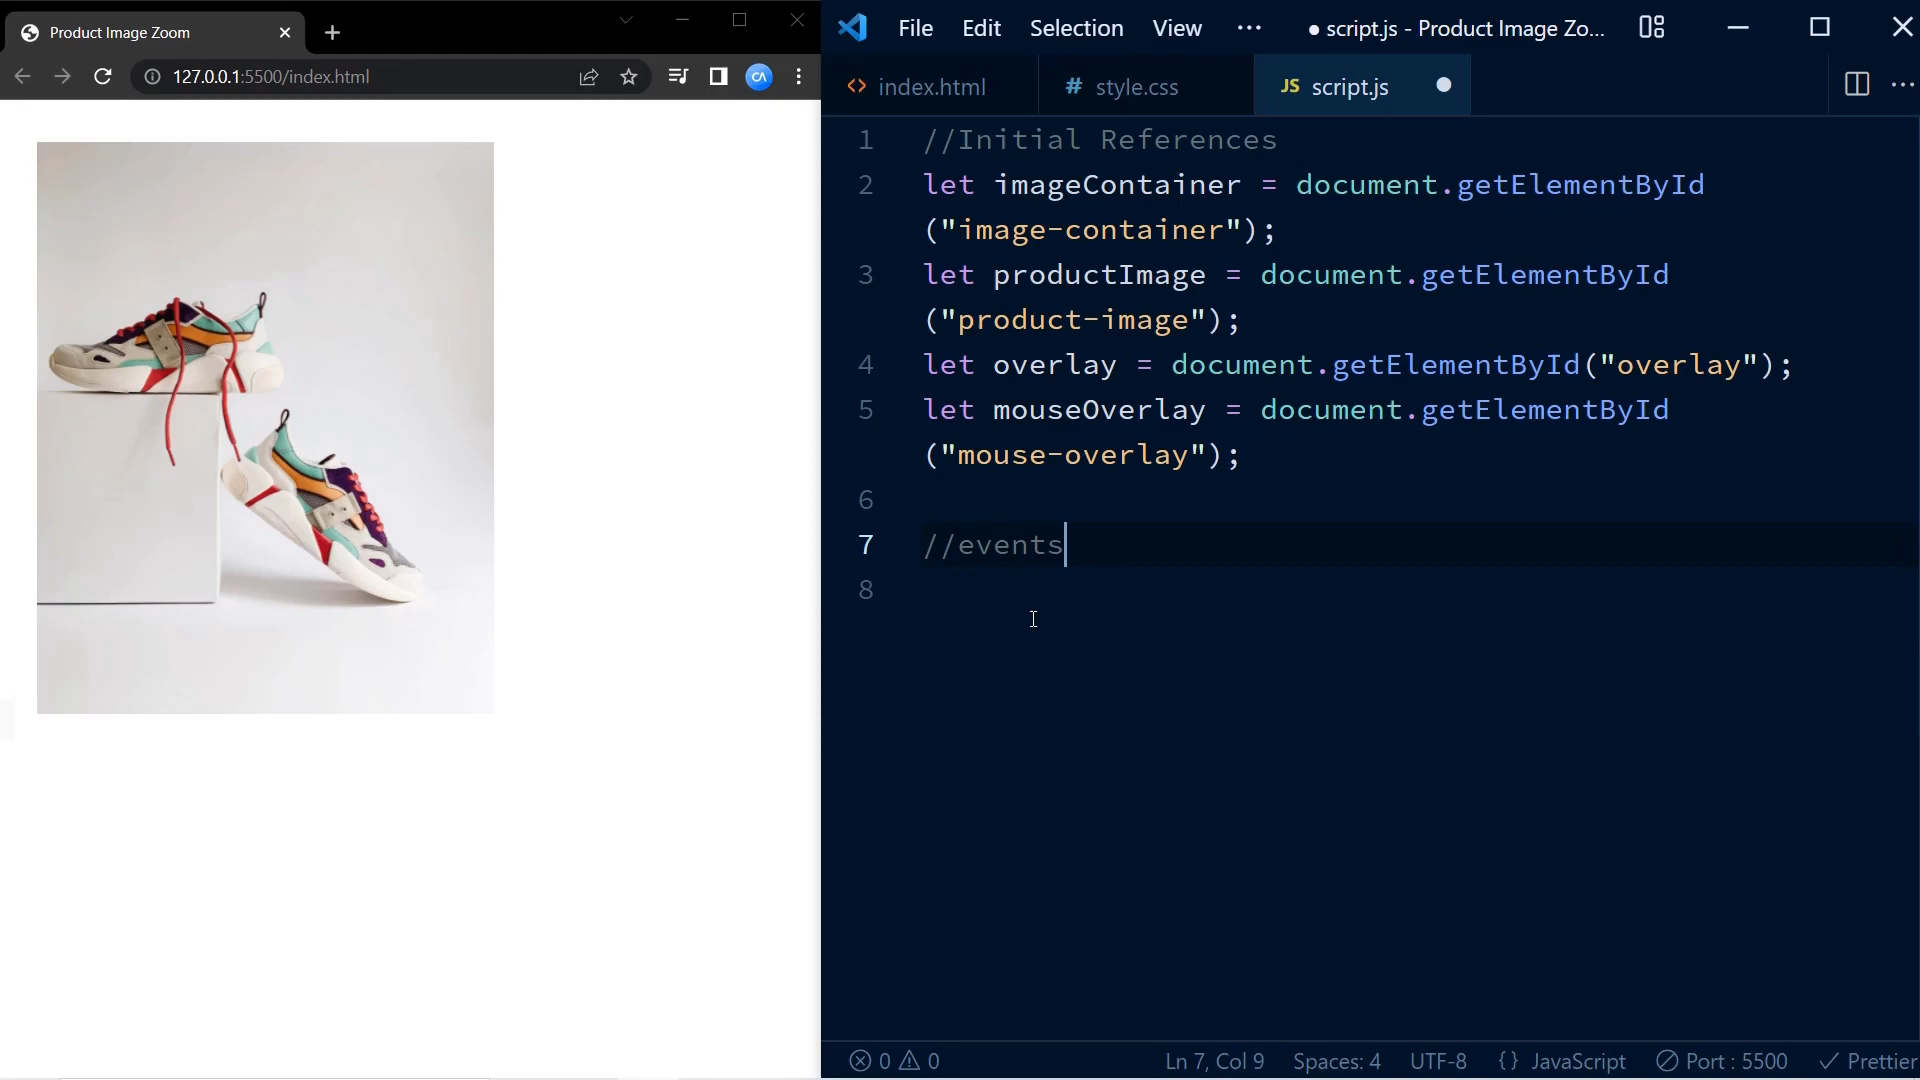 Product Image Zoom
127.0.0.1:5500/index.html
CA
File Edit Selection View ··· ● script.js - Product Image Zo...
<> index.html
# style.css
JS script.js ●
1 //Initial References
2 let imageContainer = document.getElementById
("image-container");
3 let productImage = document.getElementById
("product-image");
4 let overlay = document.getElementById("overlay");
5 let mouseOverlay = document.getElementById
("mouse-overlay");
6
7 //events
8
0 0 Ln 7, Col 9 Spaces: 4 UTF-8 {} JavaScript Port : 5500 Prettier